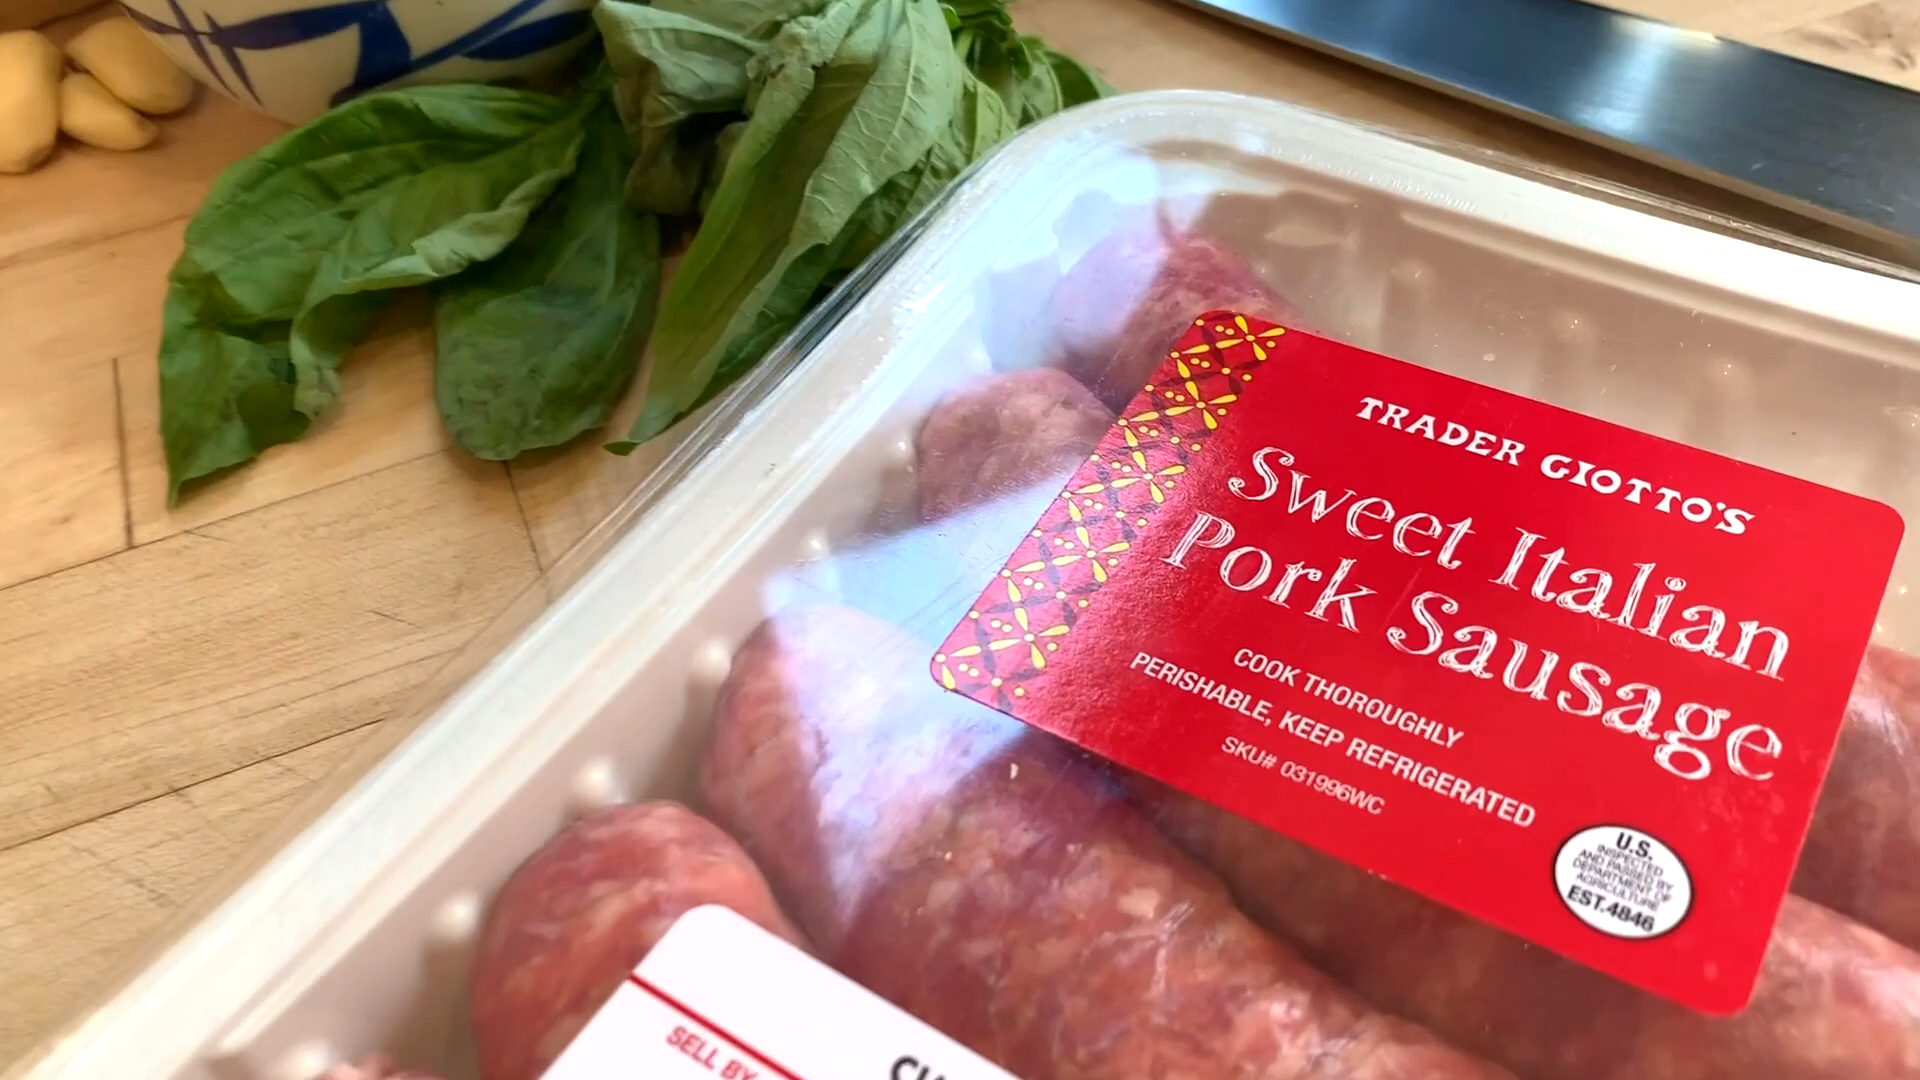 TRADER GIOTTO'S
Sweet Italian
Pork Sausage
COOK THOROUGHLY
PERISHABLE, KEEP REFRIGERATED
SKU# 031996WC
U.S.
INSPECTED
AND PASSED BY
DEPARTMENT OF
AGRICULTURE
EST.4846
SELL BY